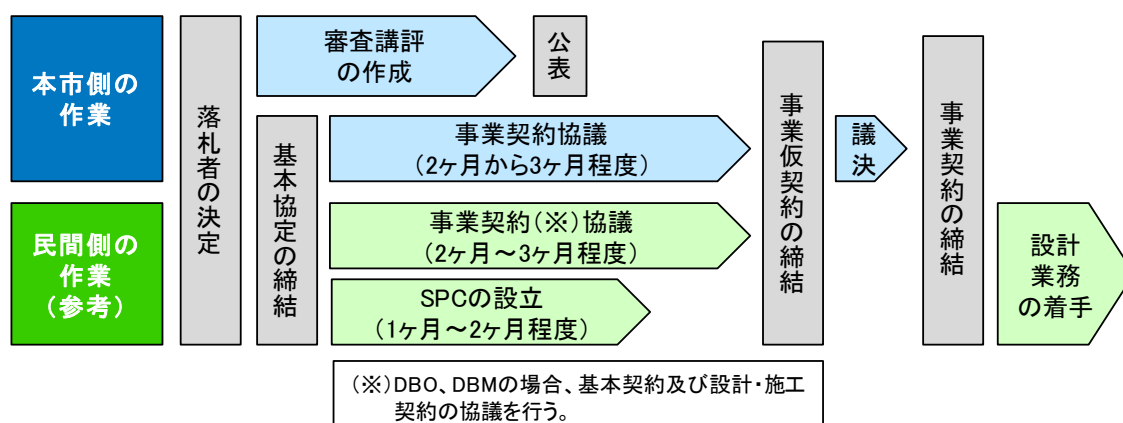 本市側の
作業
落札者の決定
審査講評
の作成
公表
基本協定の締結
事業契約協議
(2ヶ月から3ヶ月程度)
事業仮契約の締結
議決
事業契約の締結
民間側の
作業
(参考)
事業契約(※)協議
(2ヶ月～3ヶ月程度)
SPCの設立
(1ヶ月～2ヶ月程度)
設計
業務
の着手
(※)DBO、DBMの場合、基本契約及び設計・施工
契約の協議を行う。